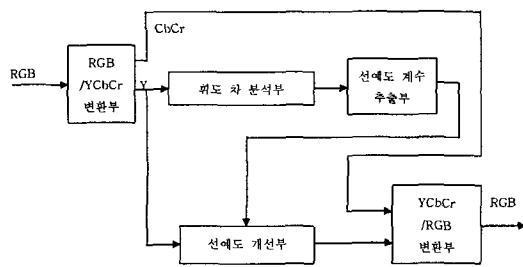 CbCr
RGB
RGB
/YCbCr
변환부
Y
휘도 차 분석부
선예도 계수
추출부
선예도 개선부
YCbCr
/RGB
변환부
RGB